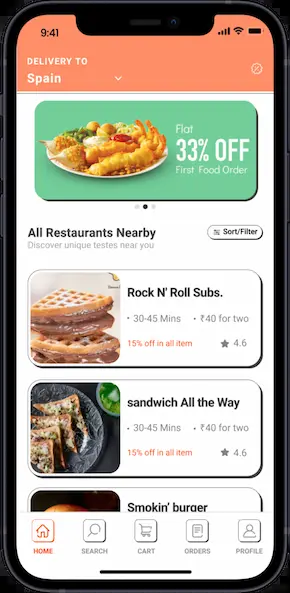 9:41
DELIVERY TO
Spain
Flat
33% OFF
First Food Order
All Restaurants Nearby
Sort/Filter
Discover unique testes near you
Rock N' Roll Subs.
30-45 Mins • ₹40 for two
15% off in all item 4.6
sandwich All the Way
30-45 Mins • ₹40 for two
15% off in all item 4.6
Smokin' burger
HOME SEARCH CART ORDERS PROFILE